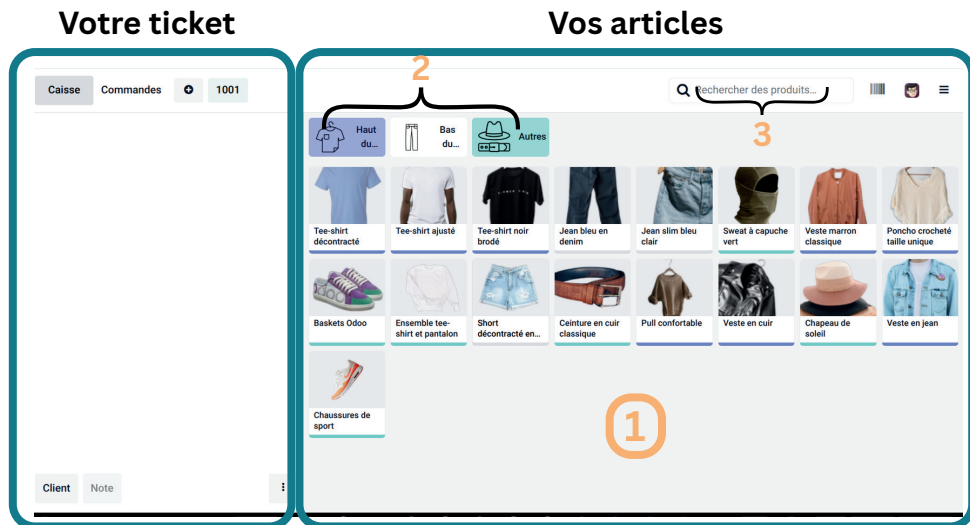 Votre ticket
Vos articles
2
Caisse
Commandes
1001
Rechercher des produits...
3
Haut
du...
Bas
du...
Autres
Tee-shirt
décontracté
Tee-shirt ajusté
Tee-shirt noir
brodé
Jean bleu en
denim
Jean slim bleu
clair
Sweat à capuche
vert
Veste marron
classique
Poncho crocheté
taille unique
Baskets Odoo
Ensemble tee-
shirt et pantalon
Short
décontracté en...
Ceinture en cuir
classique
Pull confortable
Veste en cuir
Chapeau de
soleil
Veste en jean
Chaussures de
sport
1
Client
Note